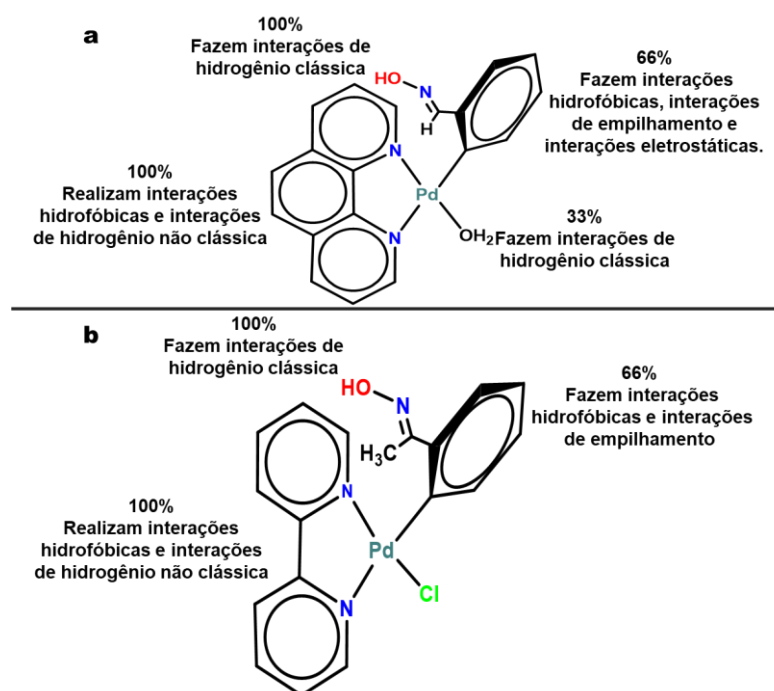 a
100%
Fazem interações de
hidrogênio clássica
HO
N
H
66%
Fazem interações
hidrofóbicas, interações
de empilhamento e
interações eletrostáticas.
100%
Realizam interações
hidrofóbicas e interações
de hidrogênio não clássica
N
Pd
N
OH2
33%
Fazem interações de
hidrogênio clássica
b
100%
Fazem interações de
hidrogênio clássica
HO
N
H3C
66%
Fazem interações
hidrofóbicas e interações
de empilhamento
100%
Realizam interações
hidrofóbicas e interações
de hidrogênio não clássica
N
Pd
N
Cl